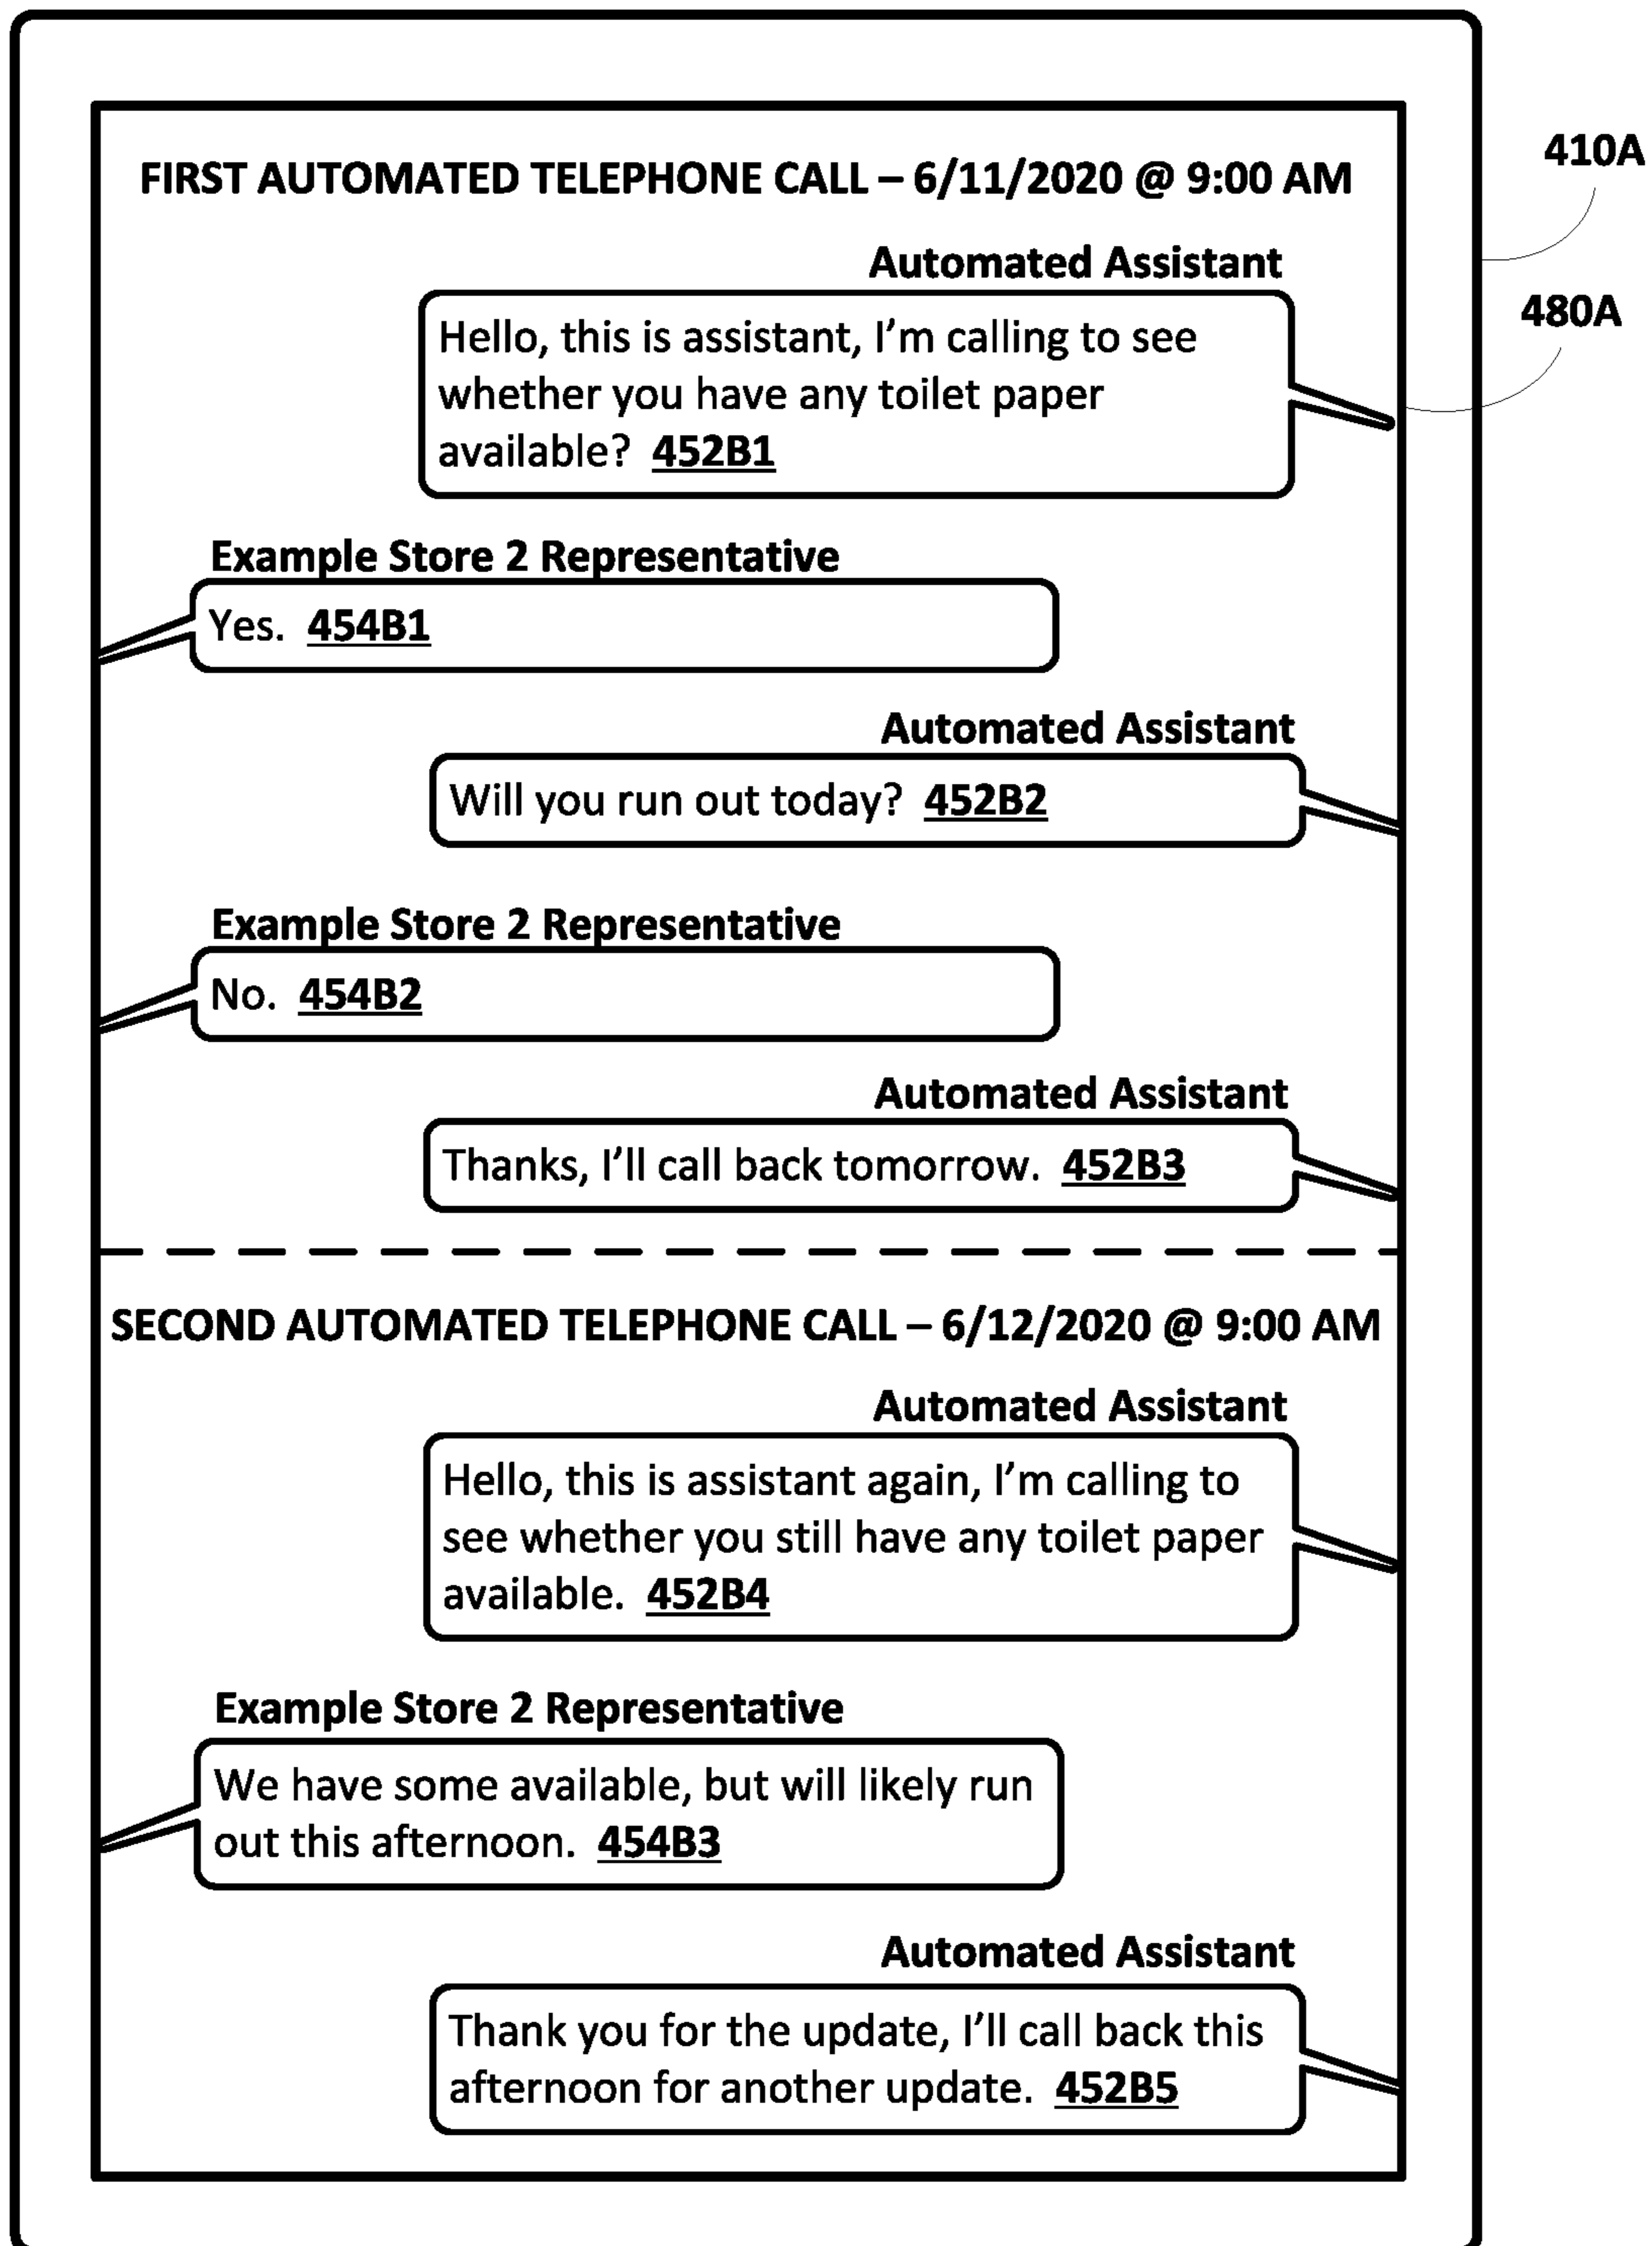 FIRST AUTOMATED TELEPHONE CALL – 6/11/2020 @ 9:00 AM
410A
Automated Assistant
480A
Hello, this is assistant, I'm calling to see
whether you have any toilet paper
available? 452B1
Example Store 2 Representative
Yes. 454B1
Automated Assistant
Will you run out today? 452B2
Example Store 2 Representative
No. 454B2
Automated Assistant
Thanks, I'll call back tomorrow. 452B3
SECOND AUTOMATED TELEPHONE CALL – 6/12/2020 @ 9:00 AM
Automated Assistant
Hello, this is assistant again, I'm calling to
see whether you still have any toilet paper
available. 452B4
Example Store 2 Representative
We have some available, but will likely run
out this afternoon. 454B3
Automated Assistant
Thank you for the update, I'll call back this
afternoon for another update. 452B5